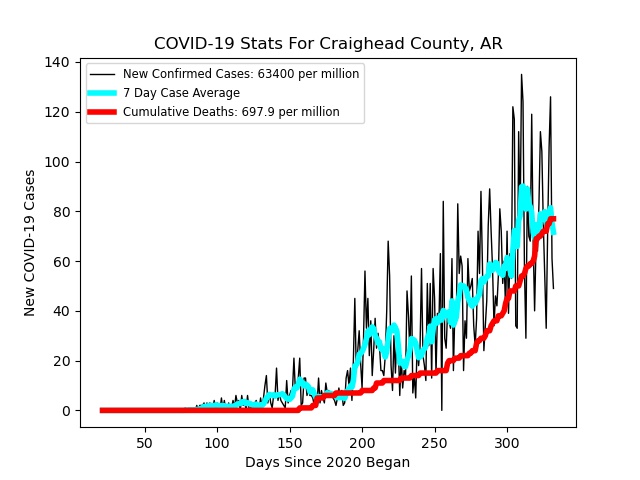 COVID-19 Stats For Craighead County, AR
New Confirmed Cases: 63400 per million
7 Day Case Average
Cumulative Deaths: 697.9 per million
New COVID-19 Cases
140
120
100
80
60
40
20
0
50
100
150
200
250
300
Days Since 2020 Began